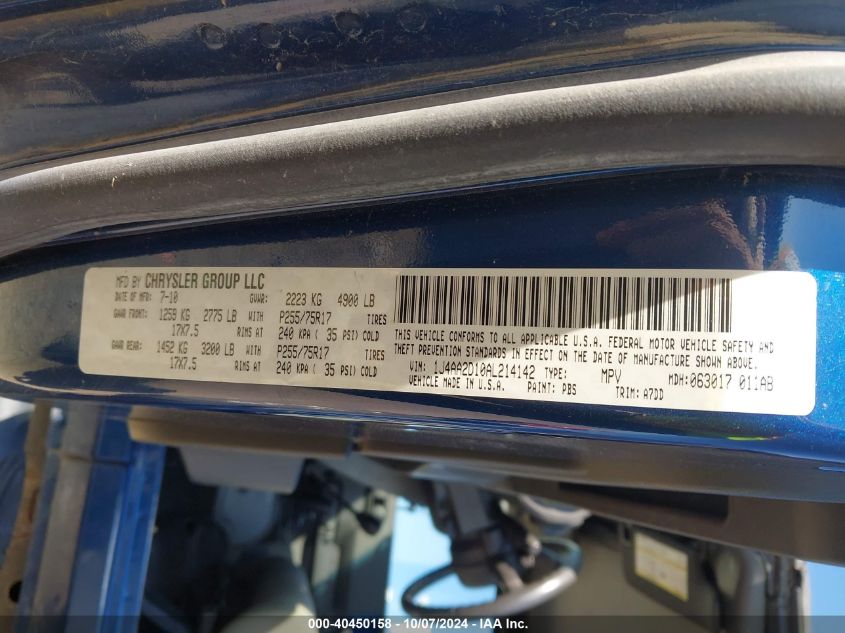 MFD BY CHRYSLER GROUP LLC
DATE OF MFR: 7-10 GVWR: 2223 KG 4900 LB
GAWR FRONT: 1259 KG 2775 LB WITH P255/75R17 TIRES
17X7.5 RIMS AT 240 KPA ( 35 PSI) COLD
GAWR REAR: 1452 KG 3200 LB WITH P255/75R17 TIRES
17X7.5 RIMS AT 240 KPA ( 35 PSI) COLD
THIS VEHICLE CONFORMS TO ALL APPLICABLE U.S.A. FEDERAL MOTOR VEHICLE SAFETY AND
THEFT PREVENTION STANDARDS IN EFFECT ON THE DATE OF MANUFACTURE SHOWN ABOVE.
VIN: 1J4AA2D10AL214142 TYPE: MPV MDH: 063017 011AB
VEHICLE MADE IN U.S.A. PAINT: PBS TRIM: A7DD
000-40450158 - 10/07/2024 - IAA Inc.